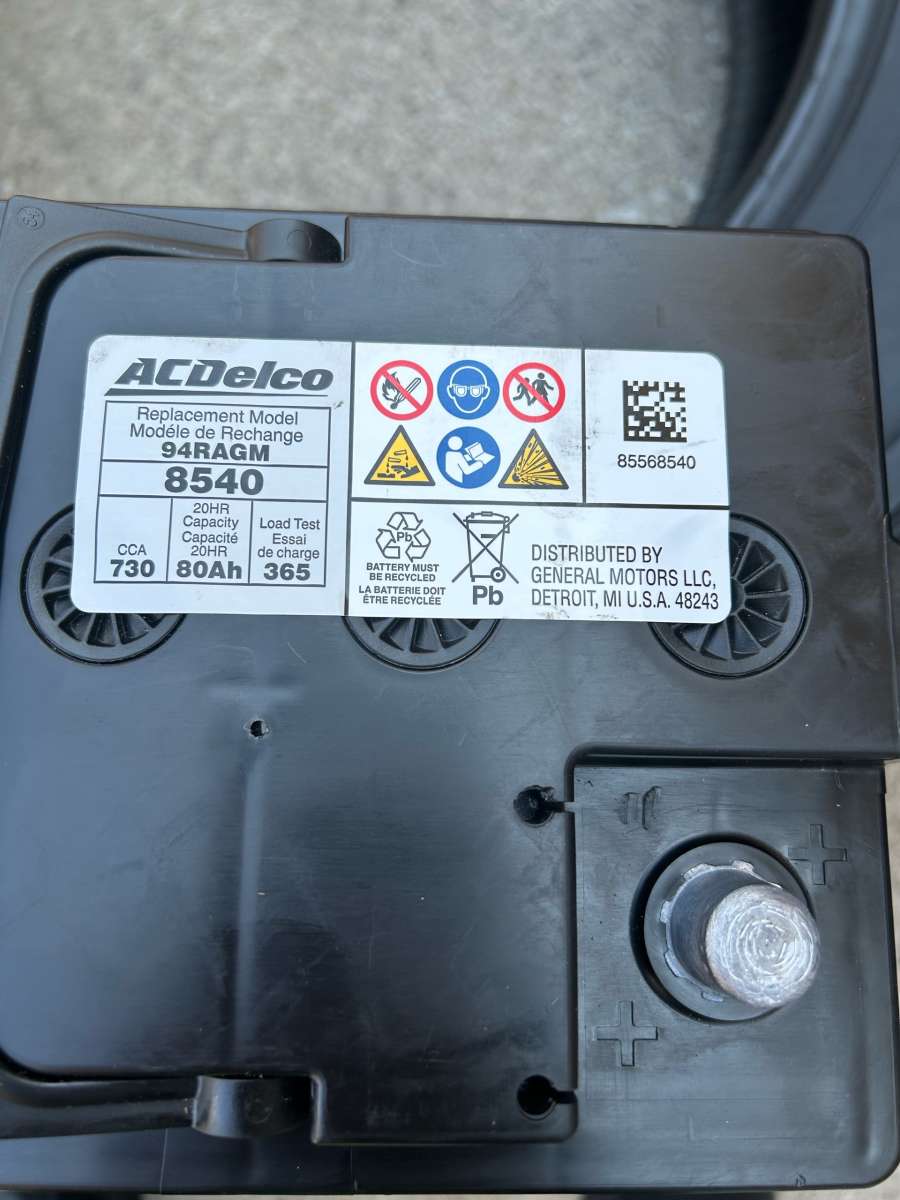 ACDelco
Replacement Model
Modéle de Rechange
94RAGM
8540
CCA
730
20HR
Capacity
Capacité
20HR
80Ah
Load Test
Essai
de charge
365
85568540
Pb
BATTERY MUST
BE RECYCLED
LA BATTERIE DOIT
ÊTRE RECYCLÉE
Pb
DISTRIBUTED BY
GENERAL MOTORS LLC,
DETROIT, MI U.S.A. 48243
+
+